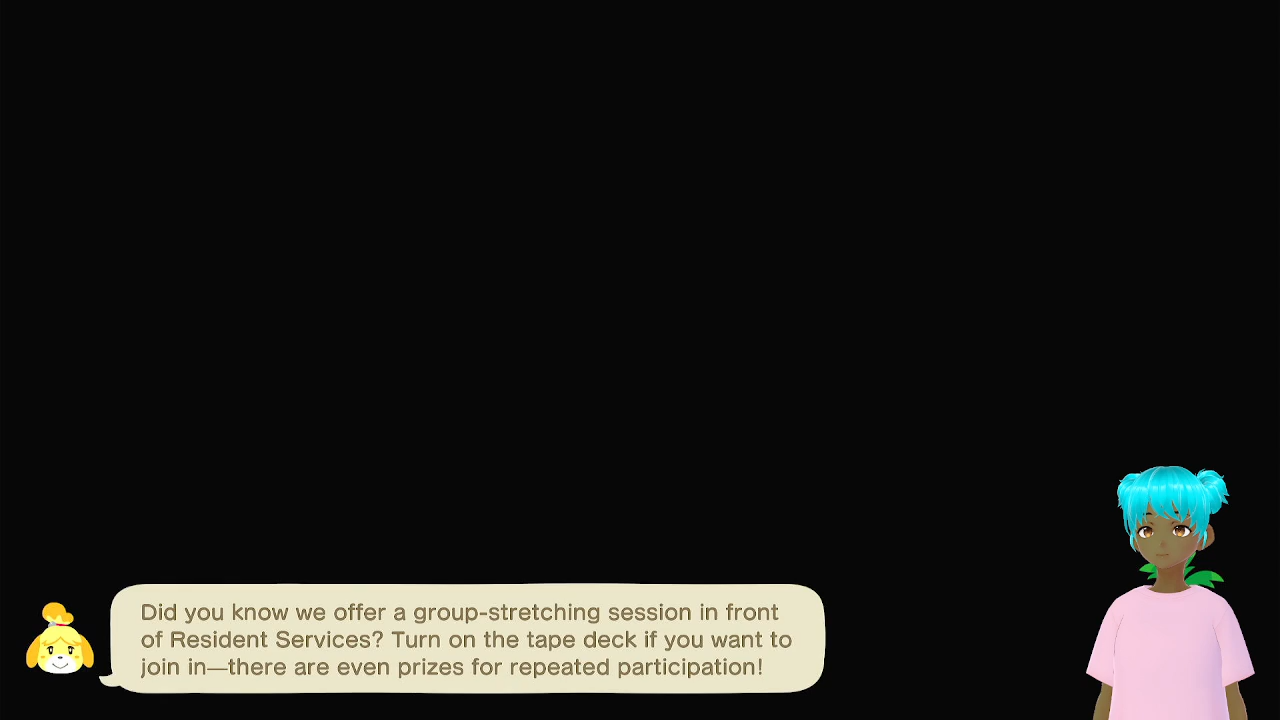 Did you know we offer a group-stretching session in front
of Resident Services? Turn on the tape deck if you want to
join in—there are even prizes for repeated participation!